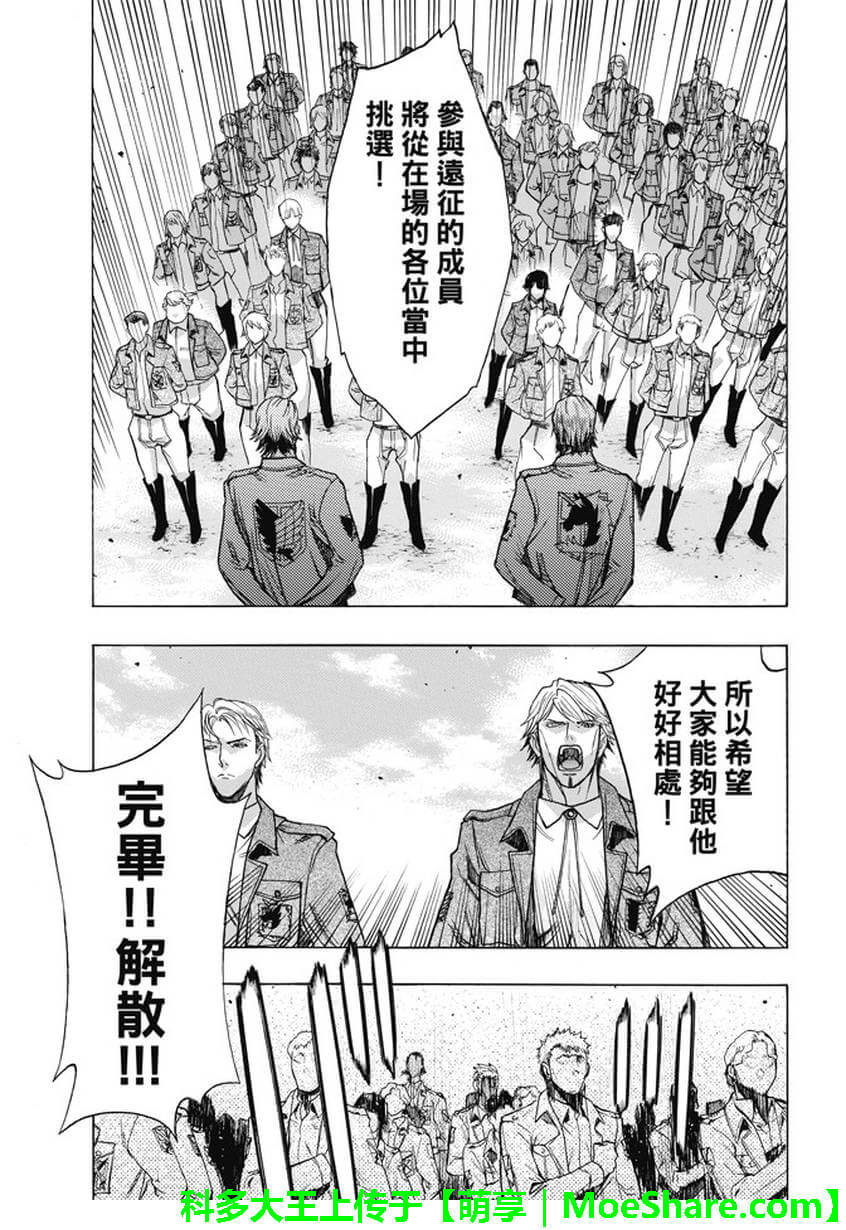 參與遠征的成員
將從在場的各位當中
挑選！
所以希望
大家能夠跟他
好好相處！
完畢！！解散！！！
科多大王上传于【萌享｜MoeShare.com】